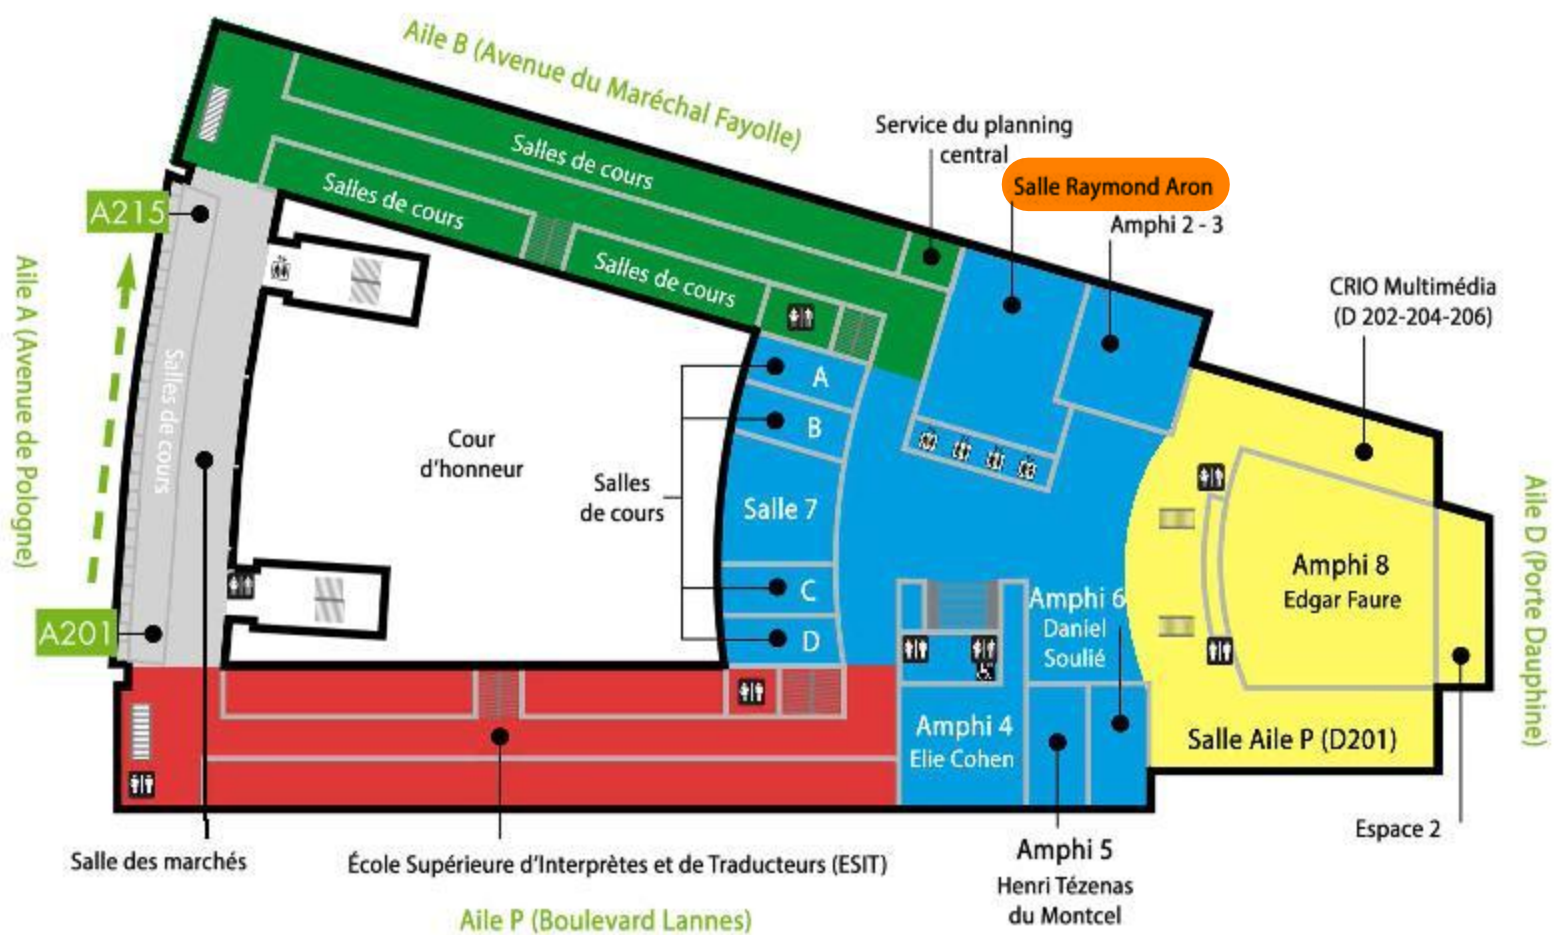 Aile B (Avenue du Maréchal Fayolle)
Service du planning
central
Salle Raymond Aron
Amphi 2 - 3
Salles de cours
Salles de cours
Salles de cours
A215
Aile A (Avenue de Pologne)
Salles de cours
A201
Cour
d'honneur
Salles
de cours
A
B
Salle 7
C
D
CRIO Multimédia
(D 202-204-206)
Aile D (Porte Dauphine)
Amphi 8
Edgar Faure
Amphi 6
Daniel
Soulié
Amphi 4
Elie Cohen
Salle Aile P (D201)
Espace 2
Salle des marchés
École Supérieure d'Interprètes et de Traducteurs (ESIT)
Amphi 5
Henri Tézenas
du Montcel
Aile P (Boulevard Lannes)